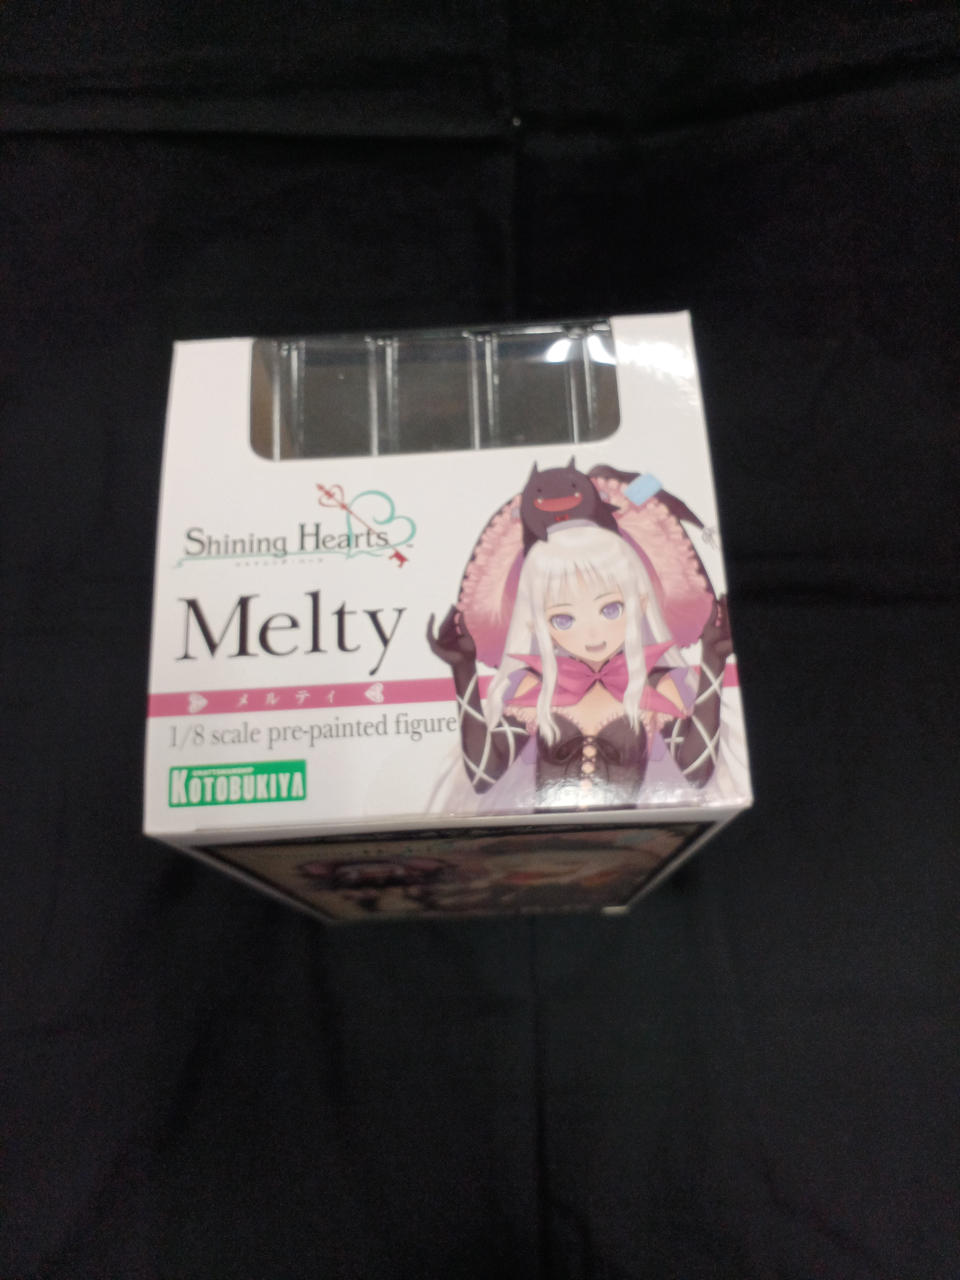 Shining Hearts
Melty
メルティ
1/8 scale pre-painted figure
KOTOBUKIYA